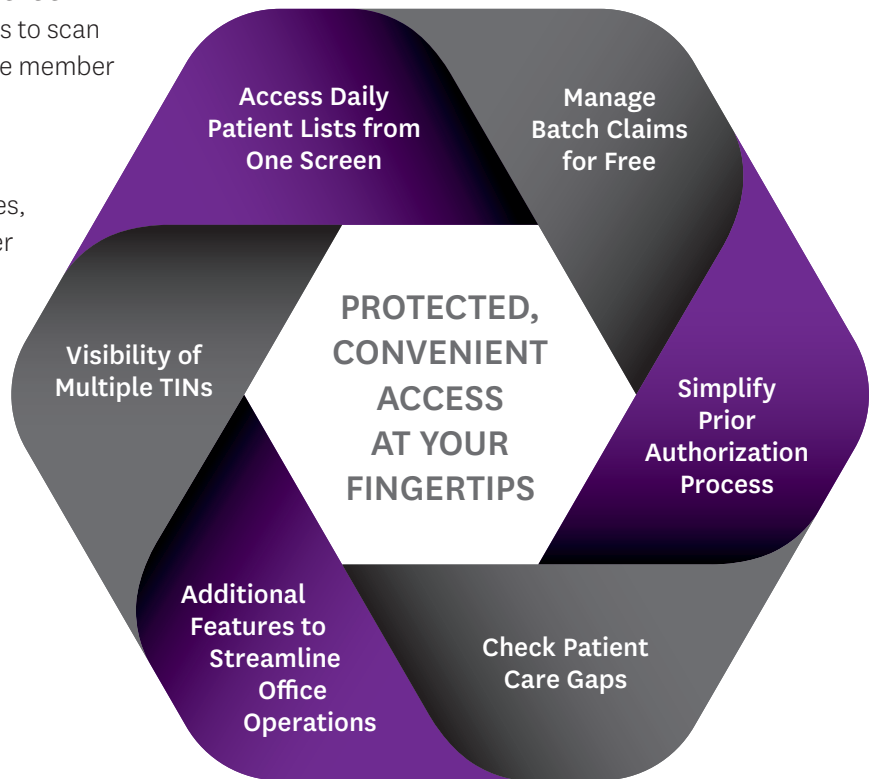 s to scan
e member
es,
er
Access Daily
Patient Lists from
One Screen
Manage
Batch Claims
for Free
Simplify
Prior
Authorization
Process
Check Patient
Care Gaps
Additional
Features to
Streamline
Office
Operations
Visibility of
Multiple TINs
PROTECTED,
CONVENIENT
ACCESS
AT YOUR
FINGERTIPS